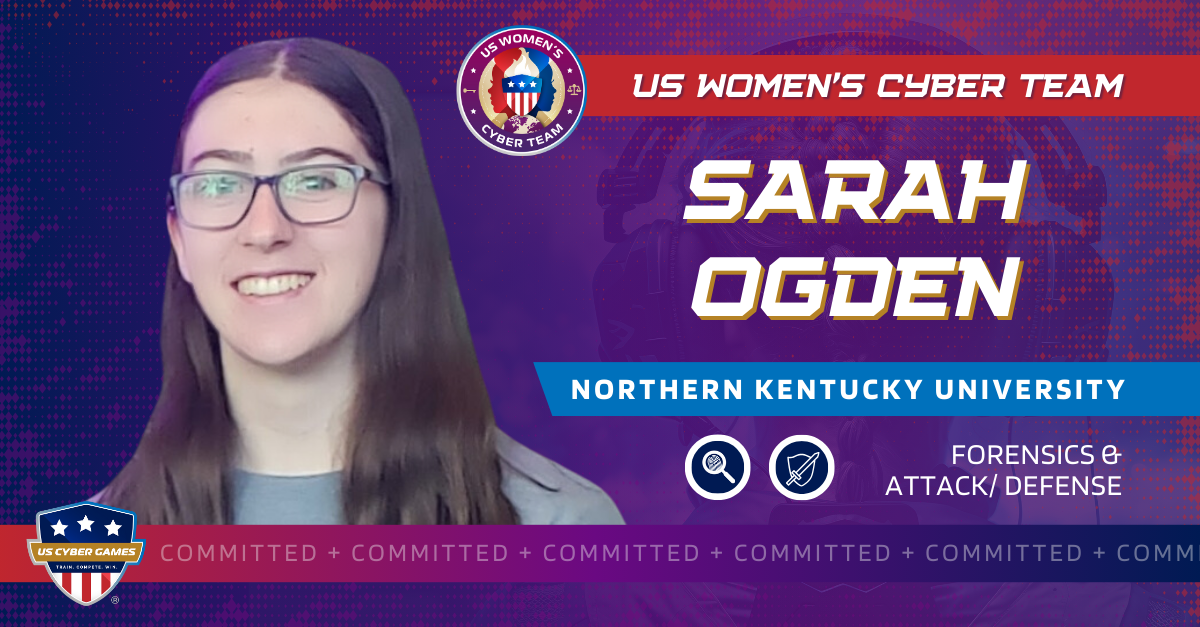 US WOMEN'S
CYBER TEAM
US WOMEN'S CYBER TEAM
SARAH
OGDEN
NORTHERN KENTUCKY UNIVERSITY
FORENSICS &
ATTACK/ DEFENSE
US CYBER GAMES
TRAIN. COMPETE. WIN.
®
COMMITTED + COMMITTED + COMMITTED + COMMITTED + COMMITTED + COMM